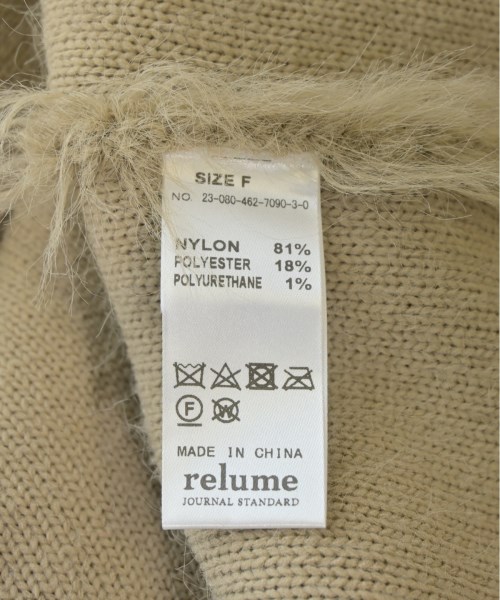 SIZE F
NO. 23-080-462-7090-3-0
NYLON 81%
POLYESTER 18%
POLYURETHANE 1%
F W
MADE IN CHINA
relume
JOURNAL STANDARD